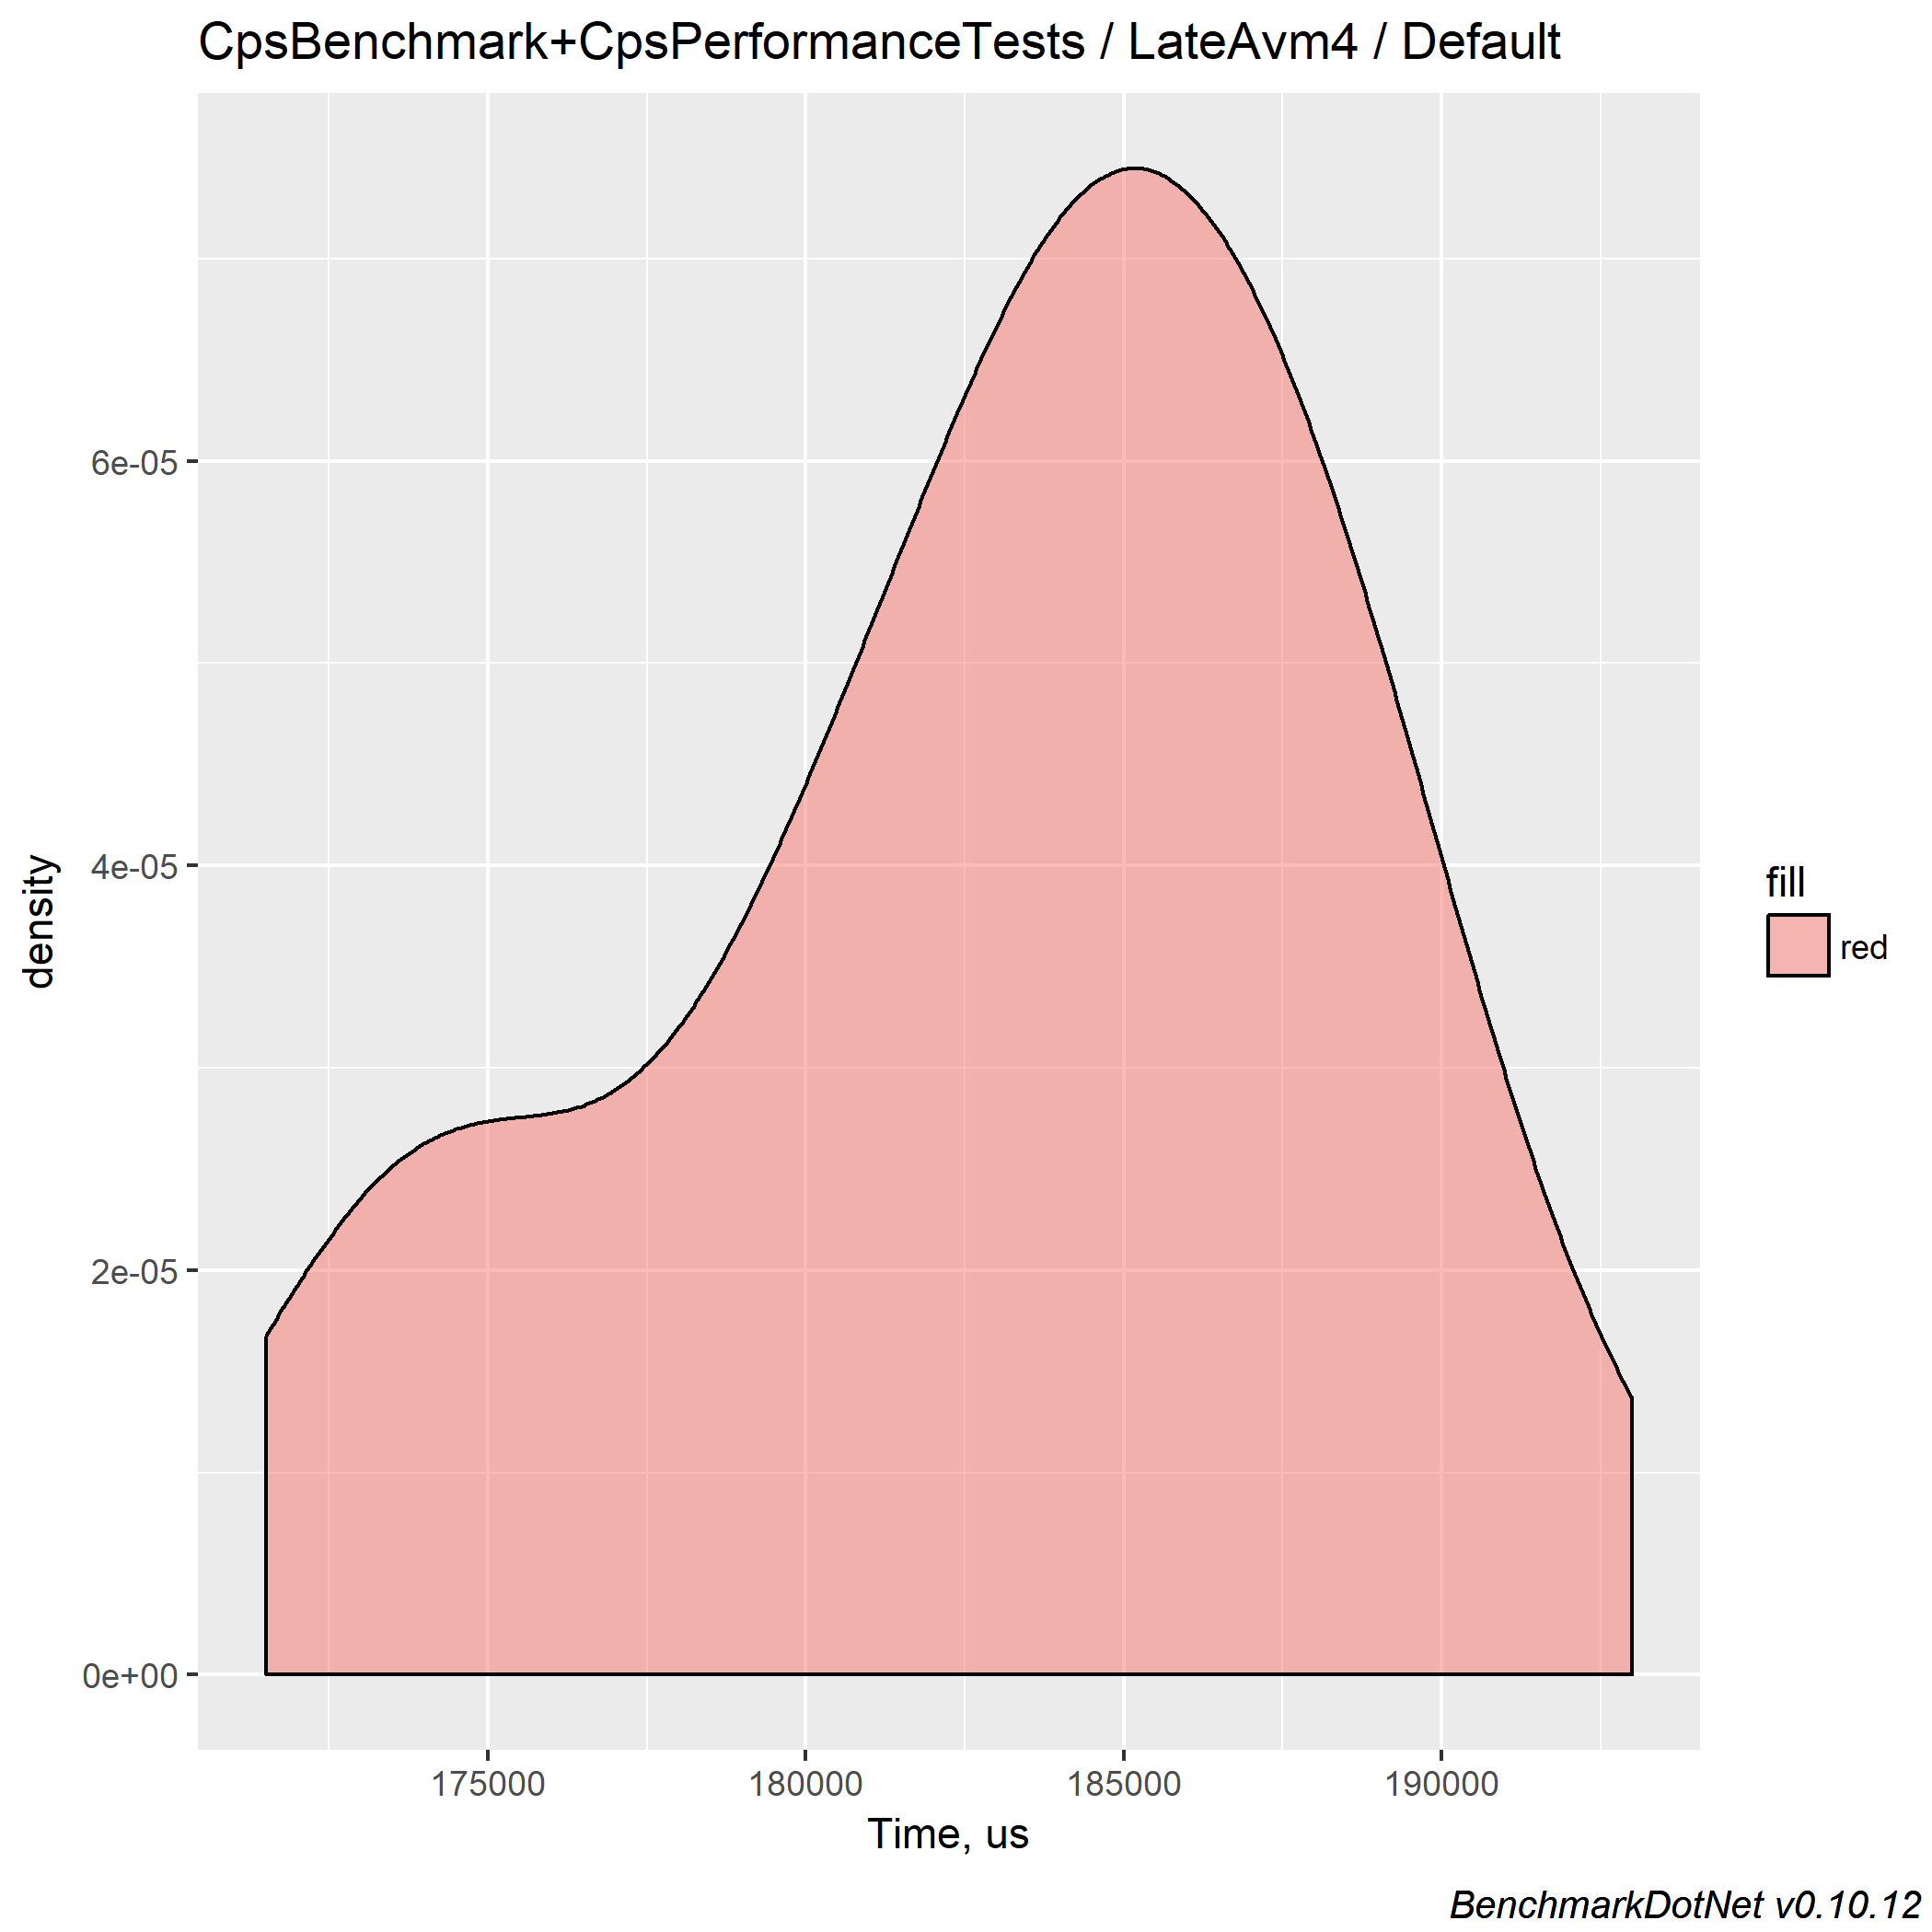 CpsBenchmark+CpsPerformanceTests / LateAvm4 / Default
6e-05
4e-05
2e-05
0e+00
density
175000 180000 185000 190000
Time, us
fill
red
BenchmarkDotNet v0.10.12